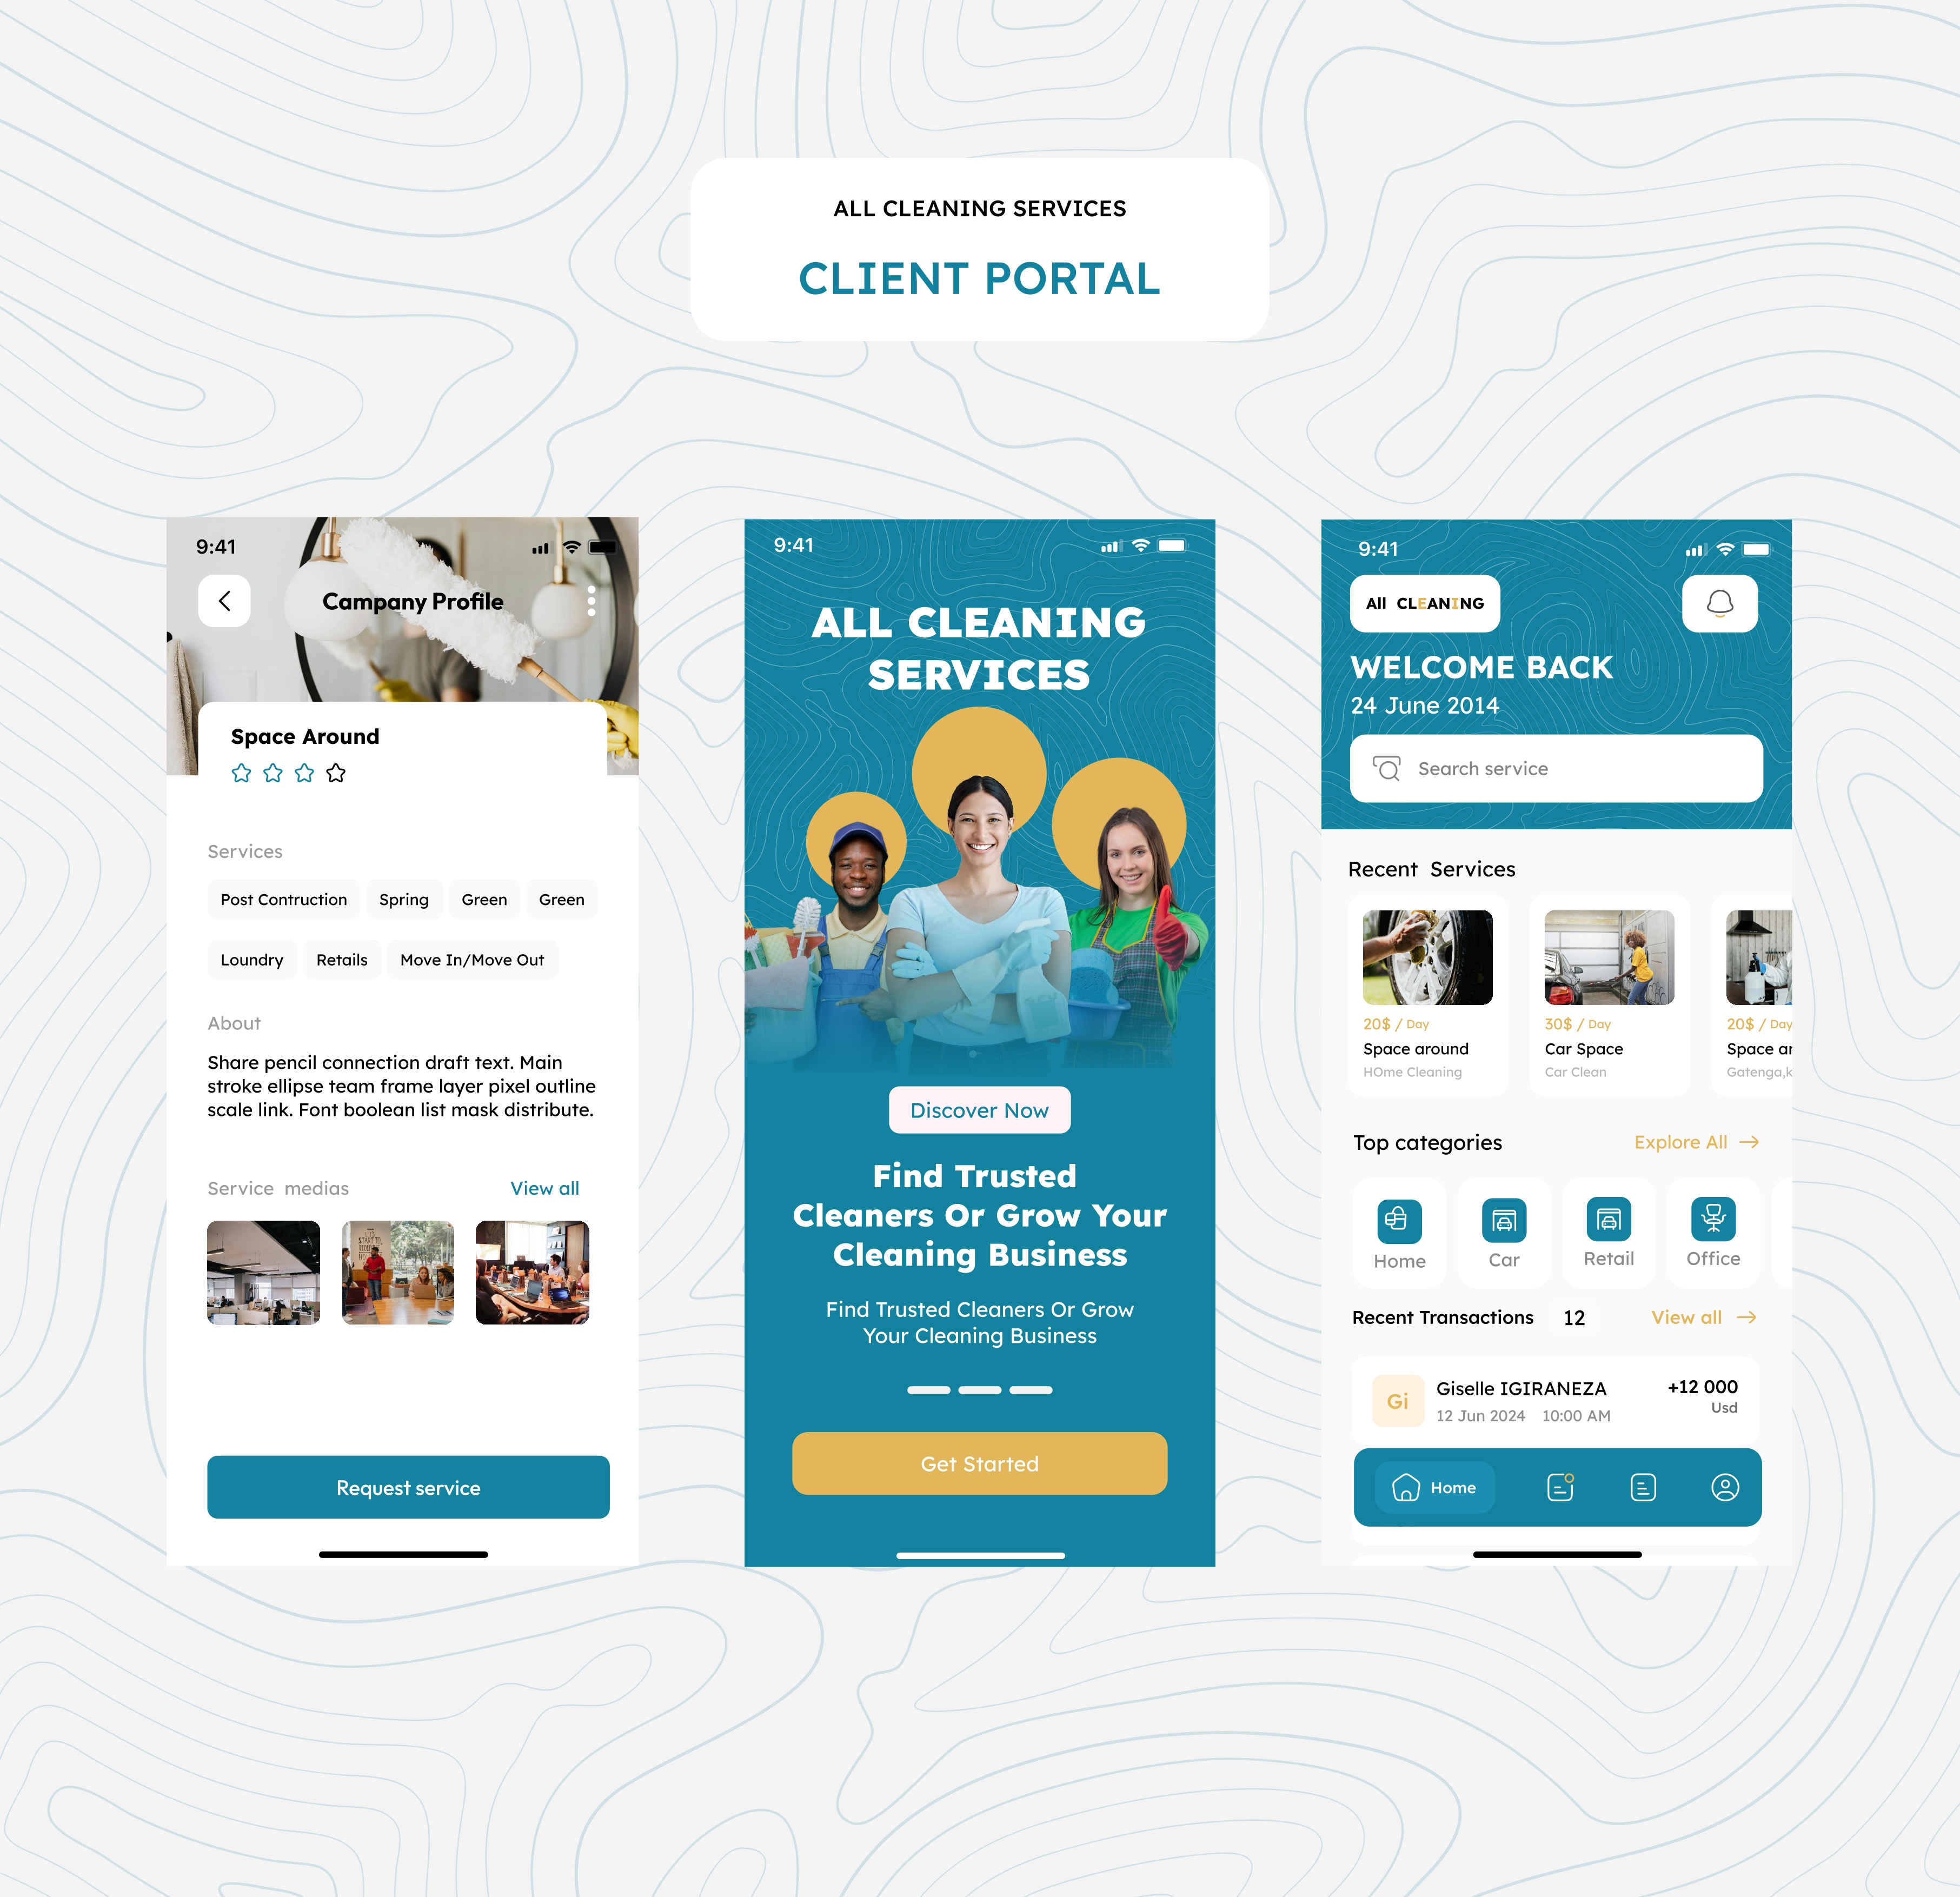 ALL CLEANING SERVICES
CLIENT PORTAL
9:41
Campany Profile
Space Around
Services
Post Contruction
Spring
Green
Green
Loundry
Retails
Move In/Move Out
About
Share pencil connection draft text. Main
stroke ellipse team frame layer pixel outline
scale link. Font boolean list mask distribute.
Service medias
View all
Request service
9:41
ALL CLEANING
SERVICES
Discover Now
Find Trusted
Cleaners Or Grow Your
Cleaning Business
Find Trusted Cleaners Or Grow
Your Cleaning Business
Get Started
9:41
All CLEANING
WELCOME BACK
24 June 2014
Search service
Recent Services
20$ / Day
Space around
HOme Cleaning
30$ / Day
Car Space
Car Clean
20$ / Day
Space ar
Gatenga,k
Top categories
Explore All
Home
Car
Retail
Office
Recent Transactions 12
View all
Gi
Giselle IGIRANEZA
12 Jun 2024 10:00 AM
+12 000
Usd
Home